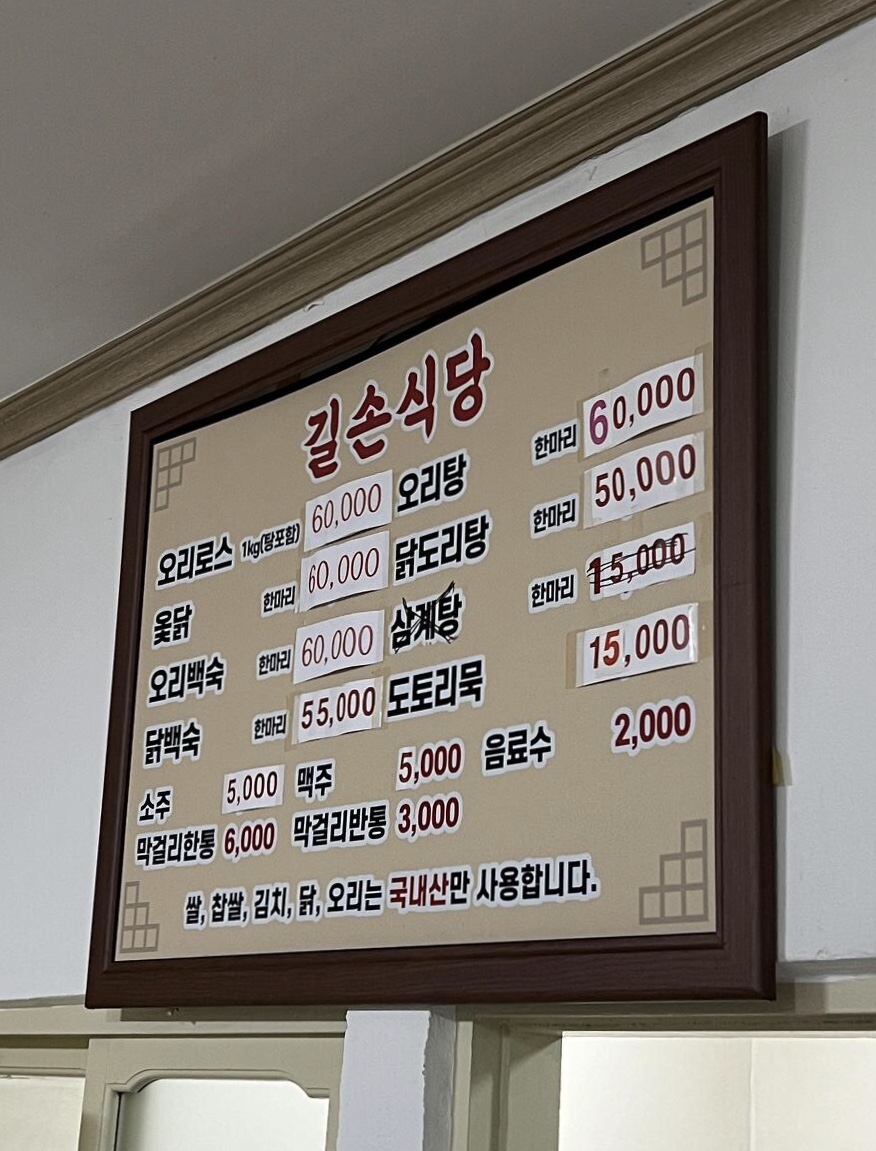 길손식당
오리로스 1kg(탕포함) 60,000 오리탕 한마리 60,000
옻닭 한마리 60,000 닭도리탕 한마리 50,000
오리백숙 한마리 60,000 삼계탕 한마리 15,000
닭백숙 한마리 55,000 도토리묵 15,000
소주 5,000 맥주 5,000 음료수 2,000
막걸리한통 6,000 막걸리반통 3,000
쌀, 찹쌀, 김치, 닭, 오리는 국내산만 사용합니다.